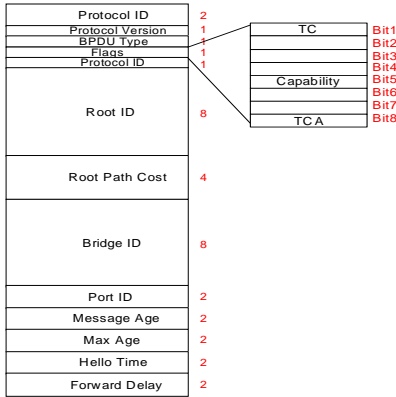 Protocol ID 2
Protocol Version 1
BPDU Type 1
Flags 1
Protocol ID 1
Root ID 8
Root Path Cost 4
Bridge ID 8
Port ID 2
Message Age 2
Max Age 2
Hello Time 2
Forward Delay 2
TC Bit1
Bit2
Bit3
Bit4
Capability Bit5
Bit6
Bit7
TCA Bit8